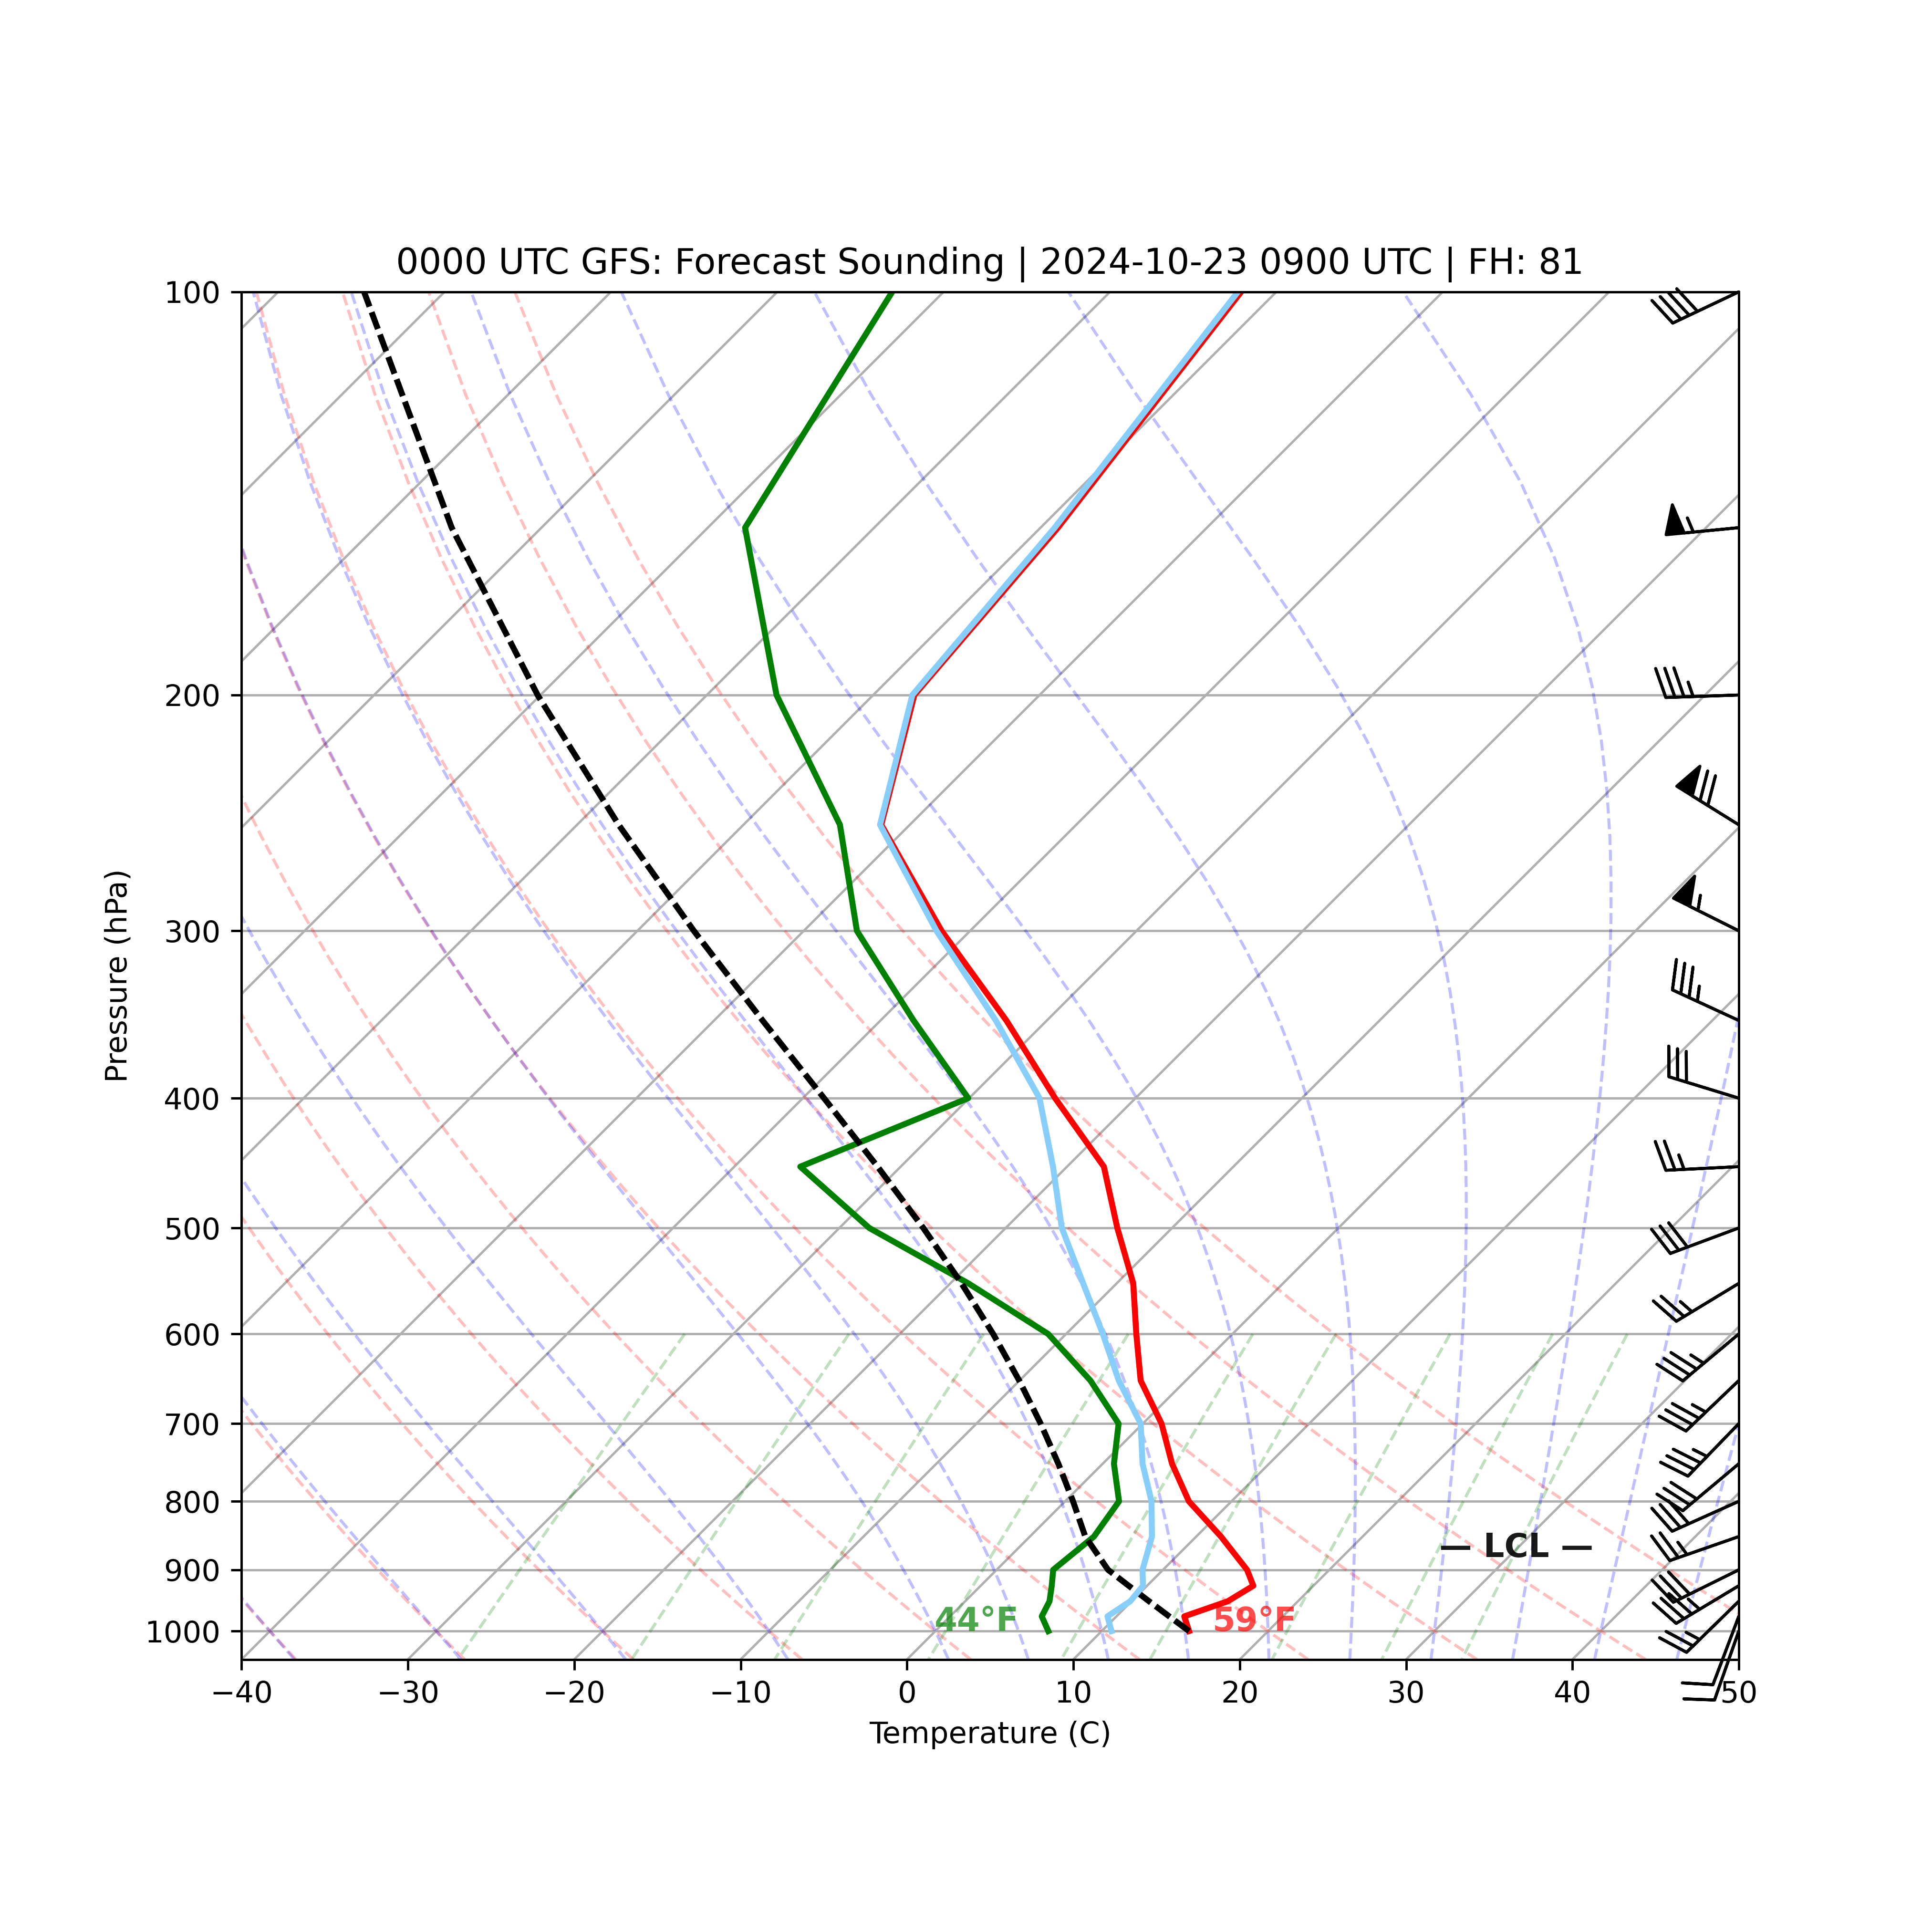 0000 UTC GFS: Forecast Sounding | 2024-10-23 0900 UTC | FH: 81
100
200
300
400
500
600
700
800
900
1000
Pressure (hPa)
— LCL —
44°F
59°F
−40 −30 −20 −10 0 10 20 30 40 50
Temperature (C)